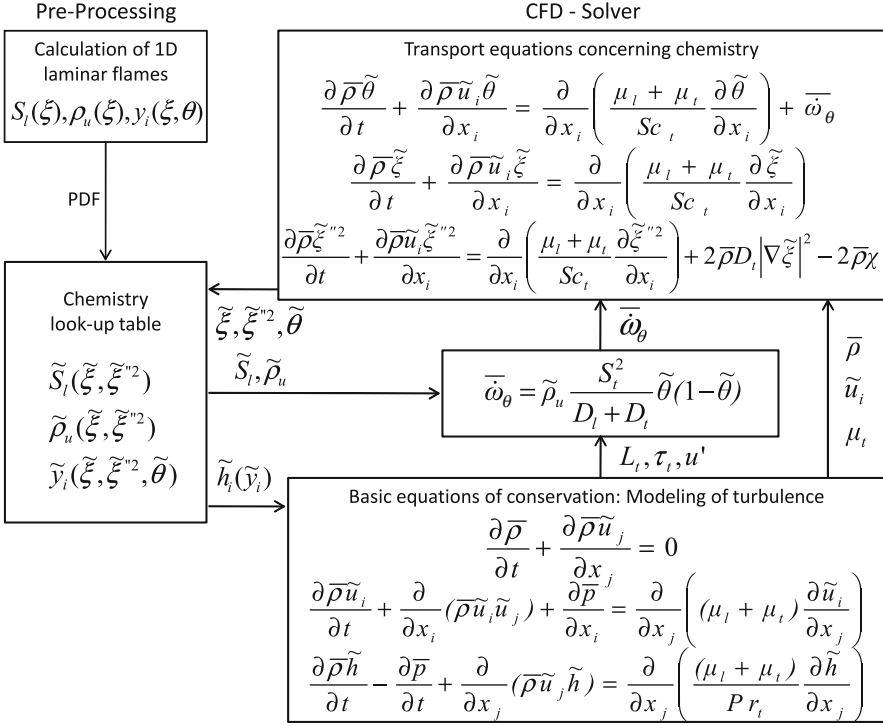 Pre-Processing
CFD - Solver
Calculation of 1D
laminar flames
S_l(ξ), ρ_u(ξ), y_i(ξ,θ)
PDF
Transport equations concerning chemistry
∂ρ̅θ̃/∂t + ∂ρ̅ũ_iθ̃/∂x_i = ∂/∂x_i ( (μ_l + μ_t)/Sc_t ∂θ̃/∂x_i ) + \overline{ω̇}_θ
∂ρ̅ξ̃/∂t + ∂ρ̅ũ_iξ̃/∂x_i = ∂/∂x_i ( (μ_l + μ_t)/Sc_t ∂ξ̃/∂x_i )
∂ρ̅ξ̃"²/∂t + ∂ρ̅ũ_iξ̃"²/∂x_i = ∂/∂x_i ( (μ_l + μ_t)/Sc_t ∂ξ̃"²/∂x_i ) + 2ρ̅D_t|∇ξ̃|² − 2ρ̅χ
Chemistry
look-up table
S̃_l(ξ̃,ξ̃"²)
ρ̃_u(ξ̃,ξ̃"²)
ỹ_i(ξ̃,ξ̃"²,θ̃)
ξ̃,ξ̃"²,θ̃
S̃_l,ρ̃_u
h̃_i(ỹ_i)
\overline{ω̇}_θ
\overline{ω̇}_θ = ρ̃_u S_t²/(D_l + D_t) θ̃(1−θ̃)
L_t,τ_t,u'
ρ̅
ũ_i
μ_t
Basic equations of conservation: Modeling of turbulence
∂ρ̅/∂t + ∂ρ̅ũ_j/∂x_j = 0
∂ρ̅ũ_i/∂t + ∂/∂x_i (ρ̅ũ_iũ_j) + ∂p̅/∂x_i = ∂/∂x_j ( (μ_l + μ_t) ∂ũ_i/∂x_j )
∂ρ̅h̃/∂t − ∂p̅/∂t + ∂/∂x_j (ρ̅ũ_jh̃) = ∂/∂x_j ( (μ_l + μ_t)/Pr_t ∂h̃/∂x_j )